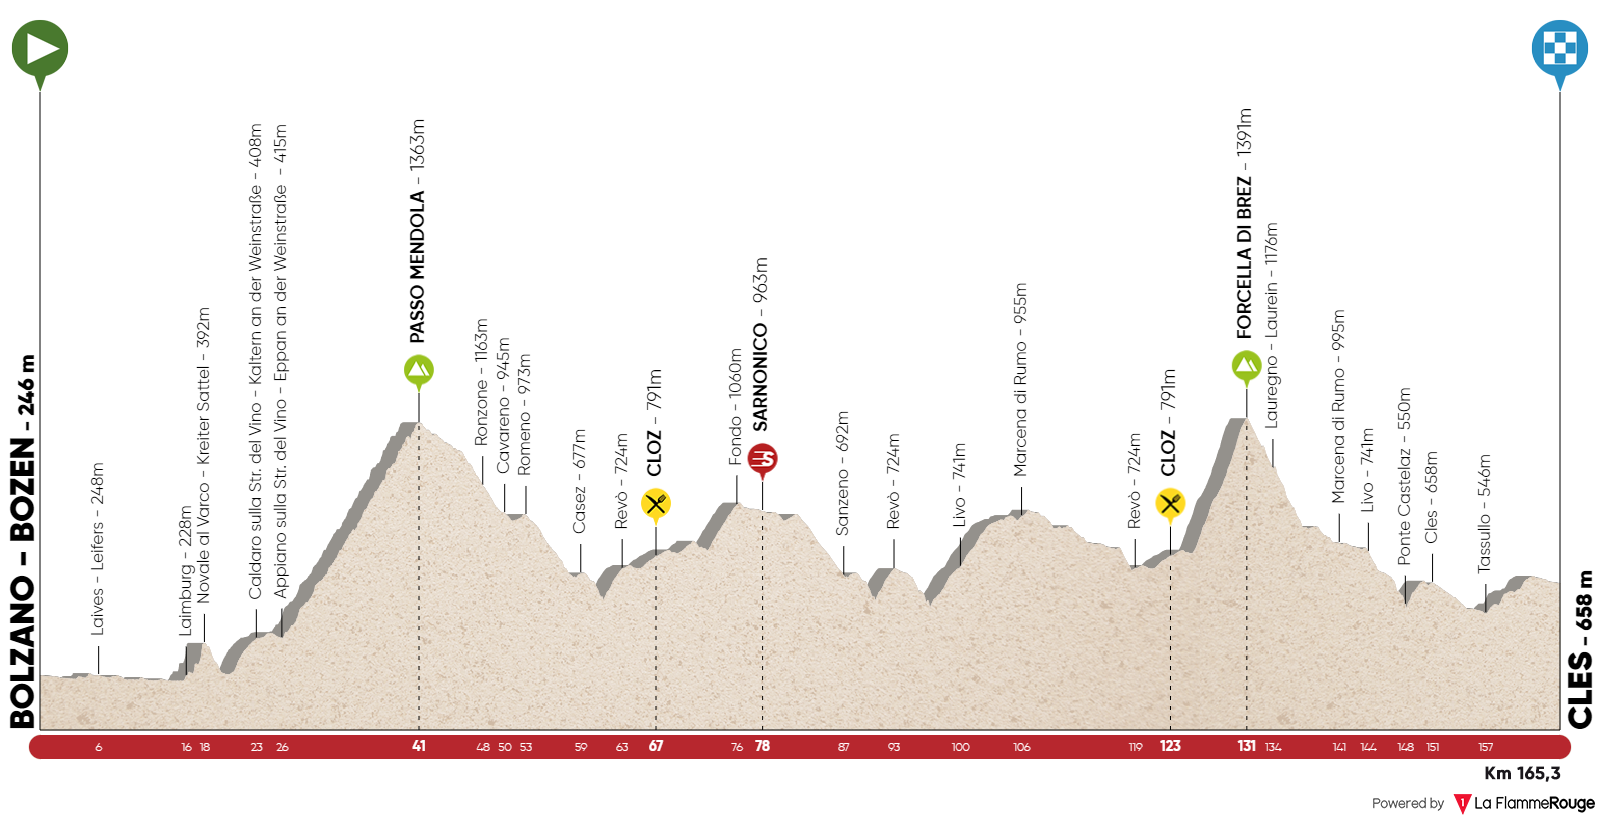 BOLZANO - BOZEN - 246 m
Laives - Leifers - 248m
Laimburg - 228m
Novale al Varco - Kreiter Sattel - 392m
Caldaro sulla Str. del Vino - Kaltern an der Weinstraße - 408m
Appiano sulla Str. del Vino - Eppan an der Weinstraße - 415m
PASSO MENDOLA - 1363m
Ronzone - 1163m
Cavareno - 945m
Romeno - 973m
Casez - 677m
Revò - 724m
CLOZ - 791m
Fondo - 1060m
SARNONICO - 963m
S
Sanzeno - 692m
Revò - 724m
Livo - 741m
Marcena di Rumo - 955m
Revò - 724m
CLOZ - 791m
FORCELLA DI BREZ - 1391m
Lauregno - Laurein - 1176m
Marcena di Rumo - 995m
Livo - 741m
Ponte Castelaz - 550m
Cles - 658m
Tassullo - 546m
CLES - 658 m
6 16 18 23 26 41 48 50 53 59 63 67 76 78 87 93 100 106 119 123 131 134 141 144 148 151 157
Km 165,3
Powered by 1 La FlammeRouge